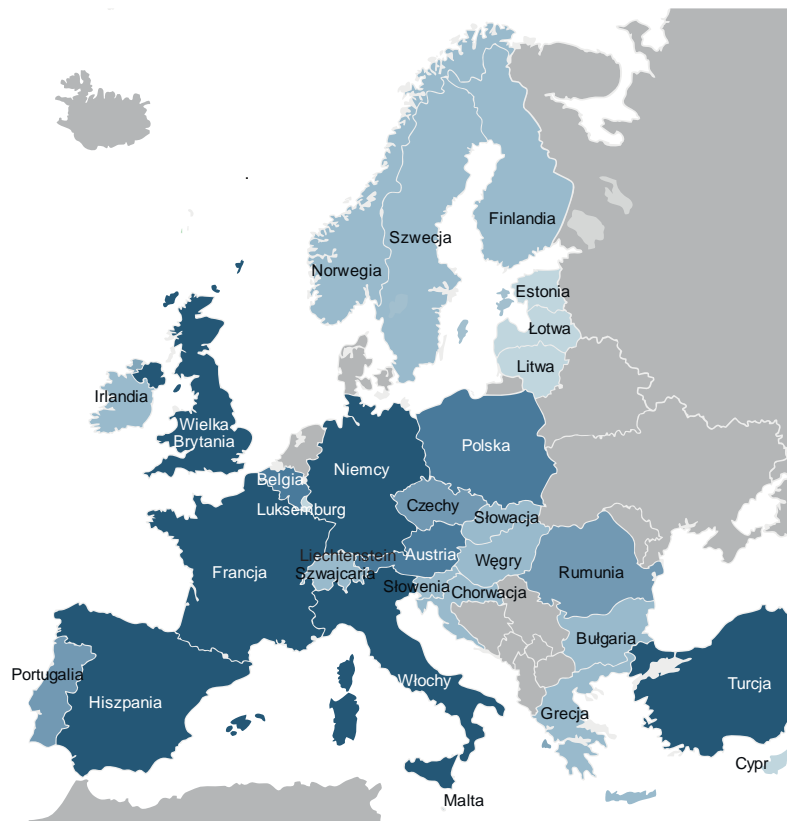 Finlandia
Szwecja
Norwegia
Estonia
Łotwa
Litwa
Irlandia
Wielka
Brytania
Polska
Niemcy
Belgia
Luksemburg
Czechy
Słowacja
Liechtenstein
Austria
Węgry
Szwajcaria
Francja
Rumunia
Słowenia
Chorwacja
Bułgaria
Portugalia
Hiszpania
Włochy
Turcja
Grecja
Cypr
Malta